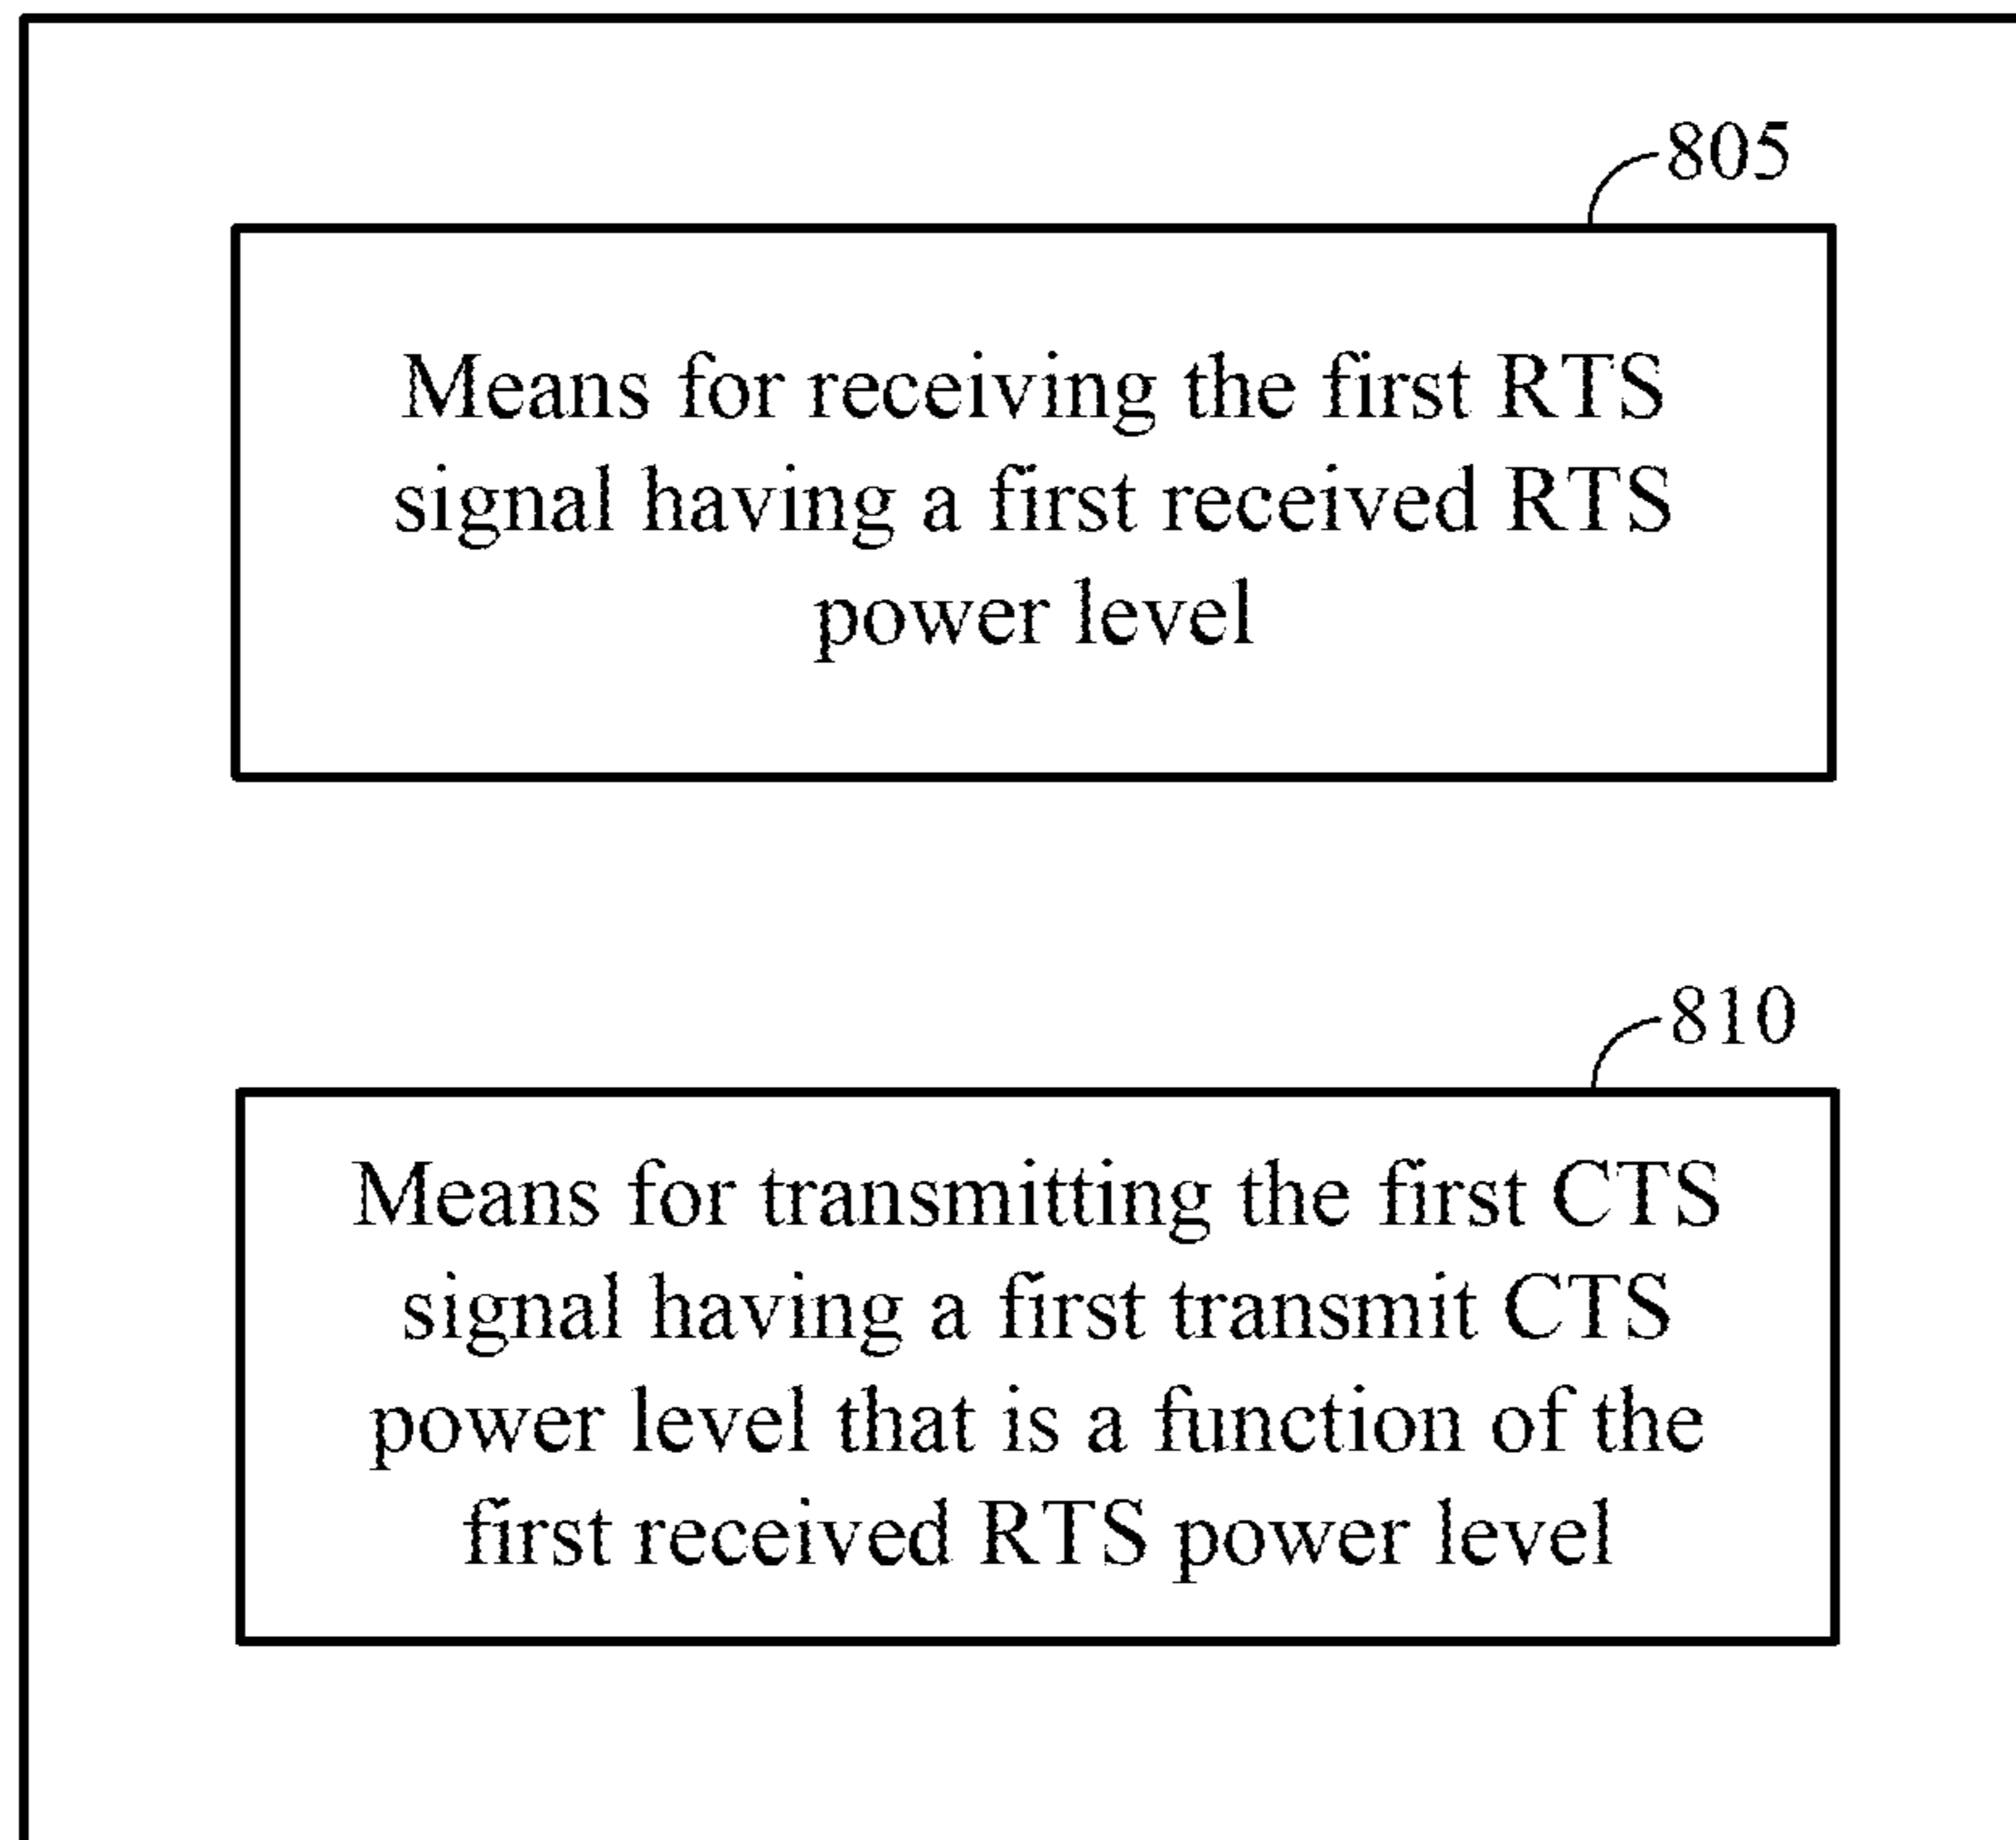 805
Means for receiving the first RTS
signal having a first received RTS
power level
810
Means for transmitting the first CTS
signal having a first transmit CTS
power level that is a function of the
first received RTS power level